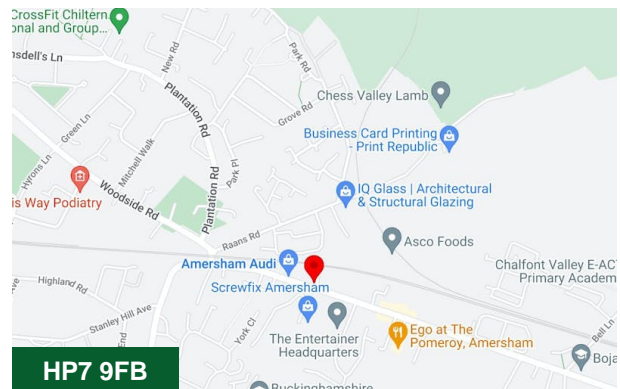 CrossFit Chiltern...
onal and Group...
nsdell's Ln
New Rd
Park Rd
Plantation Rd
Chess Valley Lamb
Grove Rd
Green Ln
Mitchell Walk
Business Card Printing
- Print Republic
Hyrons Ln
Park Pl
is Way Podiatry
Woodside Rd
Plantation Rd
IQ Glass | Architectural
& Structural Glazing
Raans Rd
Asco Foods
Amersham Audi
Chalfont Valley E-ACT
Primary Academ
Highland Rd
Screwfix Amersham
Stanley Hill Ave
York Cl
The Entertainer
Headquarters
Ego at The
Pomeroy, Amersham
Bell Ln
End
Boja
HP7 9FB
Buckinghamshire